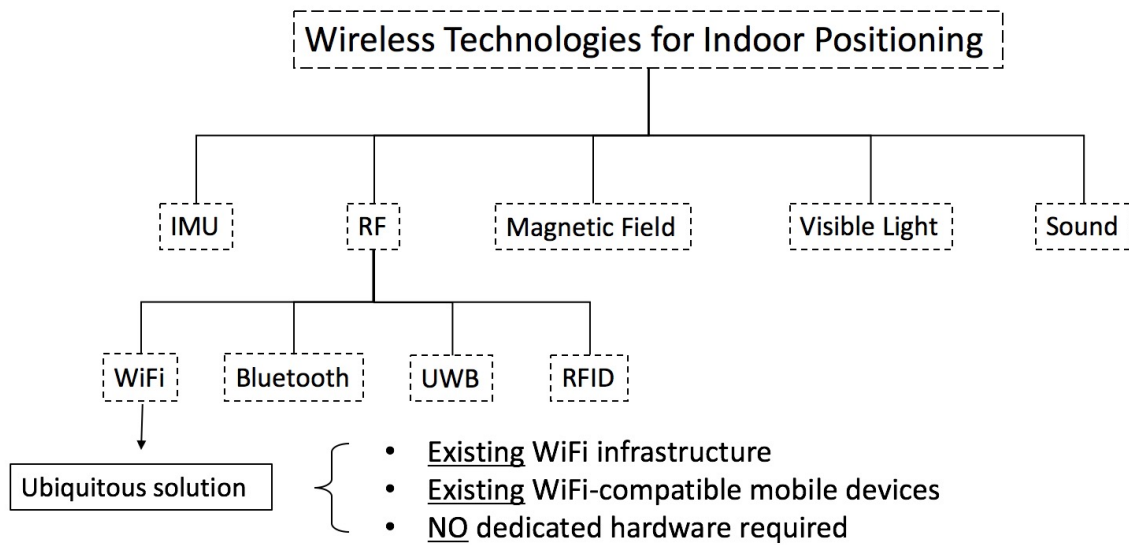 Wireless Technologies for Indoor Positioning
IMU
RF
Magnetic Field
Visible Light
Sound
WiFi
Bluetooth
UWB
RFID
Ubiquitous solution
• Existing WiFi infrastructure
• Existing WiFi-compatible mobile devices
• NO dedicated hardware required